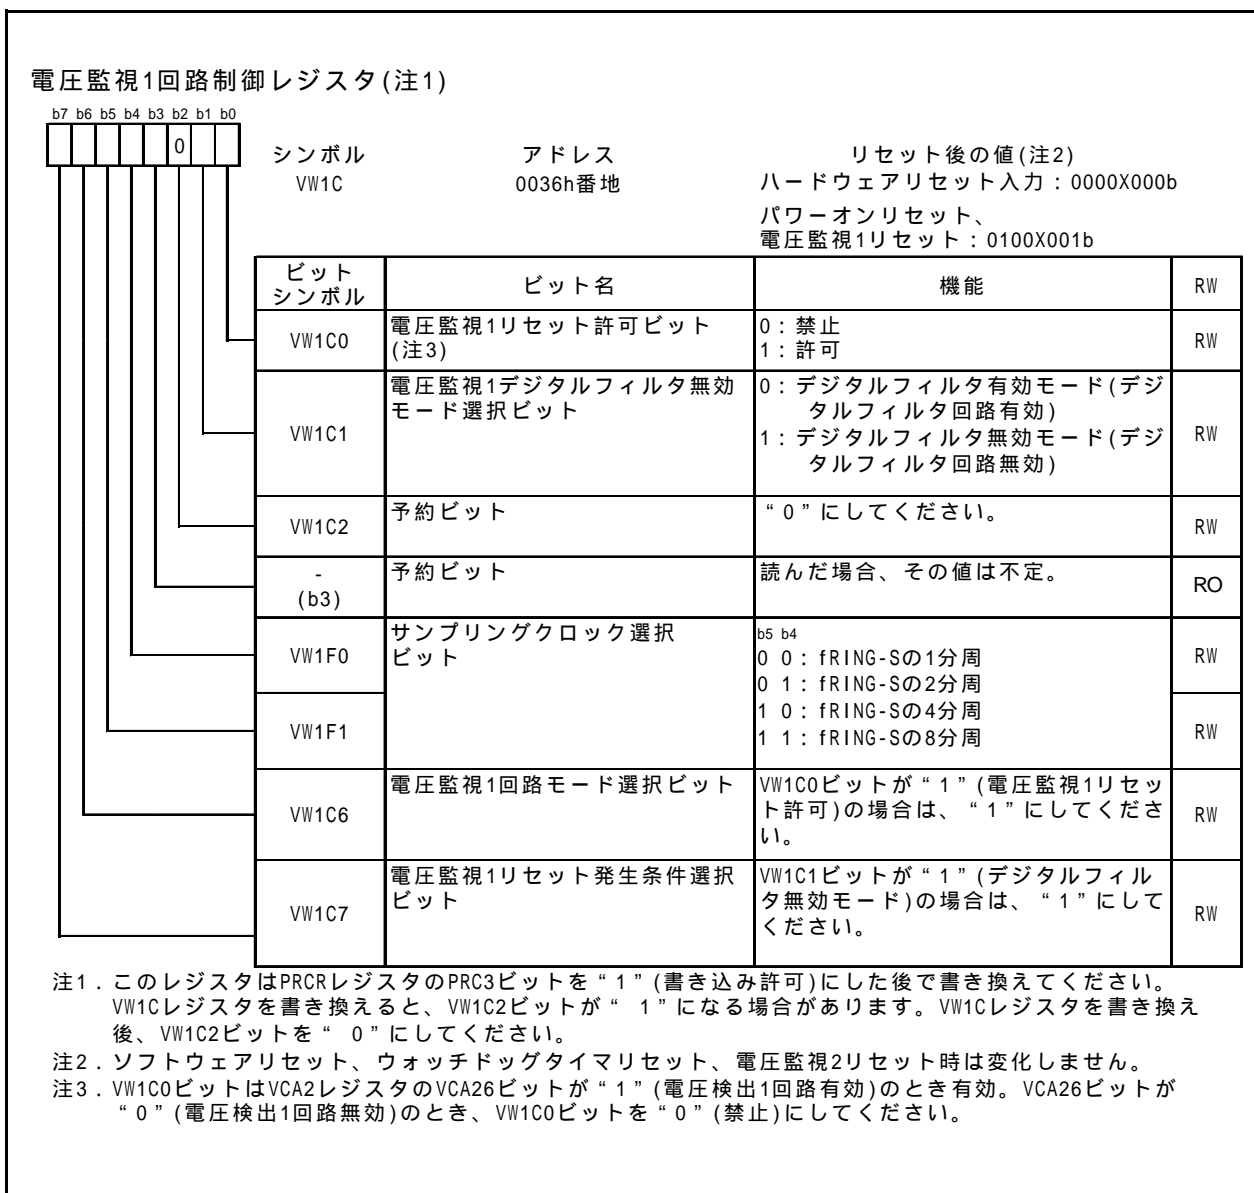 電圧監視1回路制御レジスタ(注1)
b7 b6 b5 b4 b3 b2 b1 b0
0
シンボル アドレス リセット後の値(注2)
VW1C 0036h番地 ハードウェアリセット入力：0000X000b
パワーオンリセット、
電圧監視1リセット：0100X001b
ビット
シンボル
ビット名
機能
RW
VW1C0
電圧監視1リセット許可ビット
(注3)
0：禁止
1：許可
RW
VW1C1
電圧監視1デジタルフィルタ無効
モード選択ビット
0：デジタルフィルタ有効モード(デジ
タルフィルタ回路有効)
1：デジタルフィルタ無効モード(デジ
タルフィルタ回路無効)
RW
VW1C2
予約ビット
“0”にしてください。
RW
-
(b3)
予約ビット
読んだ場合、その値は不定。
RO
VW1F0
サンプリングクロック選択
ビット
b5 b4
0 0：fRING-Sの1分周
0 1：fRING-Sの2分周
1 0：fRING-Sの4分周
1 1：fRING-Sの8分周
RW
VW1F1
RW
VW1C6
電圧監視1回路モード選択ビット
VW1C0ビットが“1”(電圧監視1リセッ
ト許可)の場合は、“1”にしてくださ
い。
RW
VW1C7
電圧監視1リセット発生条件選択
ビット
VW1C1ビットが“1”(デジタルフィル
タ無効モード)の場合は、“1”にして
ください。
RW
注1．このレジスタはPRCRレジスタのPRC3ビットを“1”(書き込み許可)にした後で書き換えてください。
VW1Cレジスタを書き換えると、VW1C2ビットが“ 1”になる場合があります。VW1Cレジスタを書き換え
後、VW1C2ビットを“ 0”にしてください。
注2．ソフトウェアリセット、ウォッチドッグタイマリセット、電圧監視2リセット時は変化しません。
注3．VW1C0ビットはVCA2レジスタのVCA26ビットが“1”(電圧検出1回路有効)のとき有効。VCA26ビットが
“0”(電圧検出1回路無効)のとき、VW1C0ビットを“0”(禁止)にしてください。